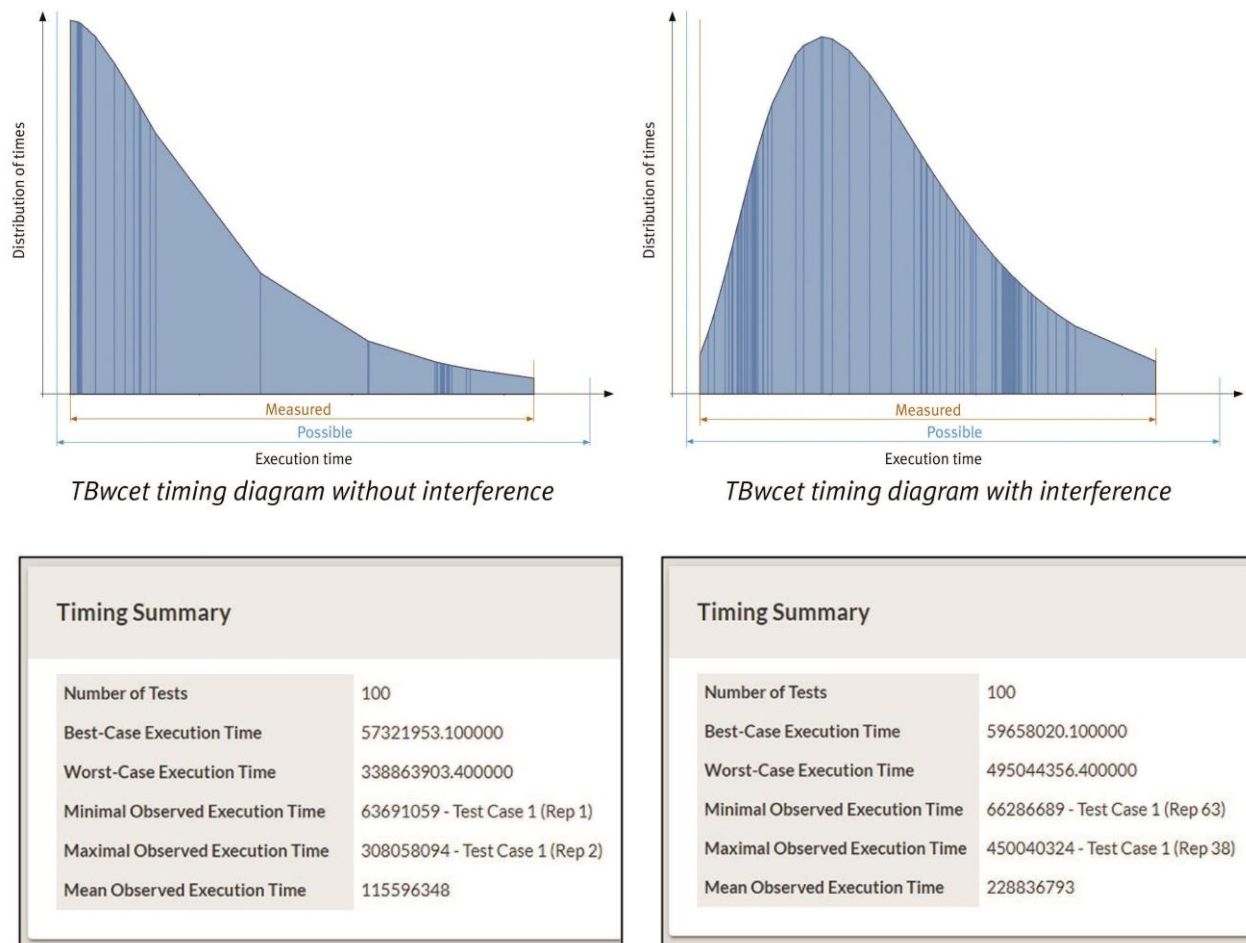 Distribution of times
Measured
Possible
Execution time
TBwcet timing diagram without interference
Distribution of times
Measured
Possible
Execution time
TBwcet timing diagram with interference
Timing Summary
Number of Tests 100
Best-Case Execution Time 57321953.100000
Worst-Case Execution Time 338863903.400000
Minimal Observed Execution Time 63691059 - Test Case 1 (Rep 1)
Maximal Observed Execution Time 308058094 - Test Case 1 (Rep 2)
Mean Observed Execution Time 115596348
Timing Summary
Number of Tests 100
Best-Case Execution Time 59658020.100000
Worst-Case Execution Time 495044356.400000
Minimal Observed Execution Time 66286689 - Test Case 1 (Rep 63)
Maximal Observed Execution Time 450040324 - Test Case 1 (Rep 38)
Mean Observed Execution Time 228836793